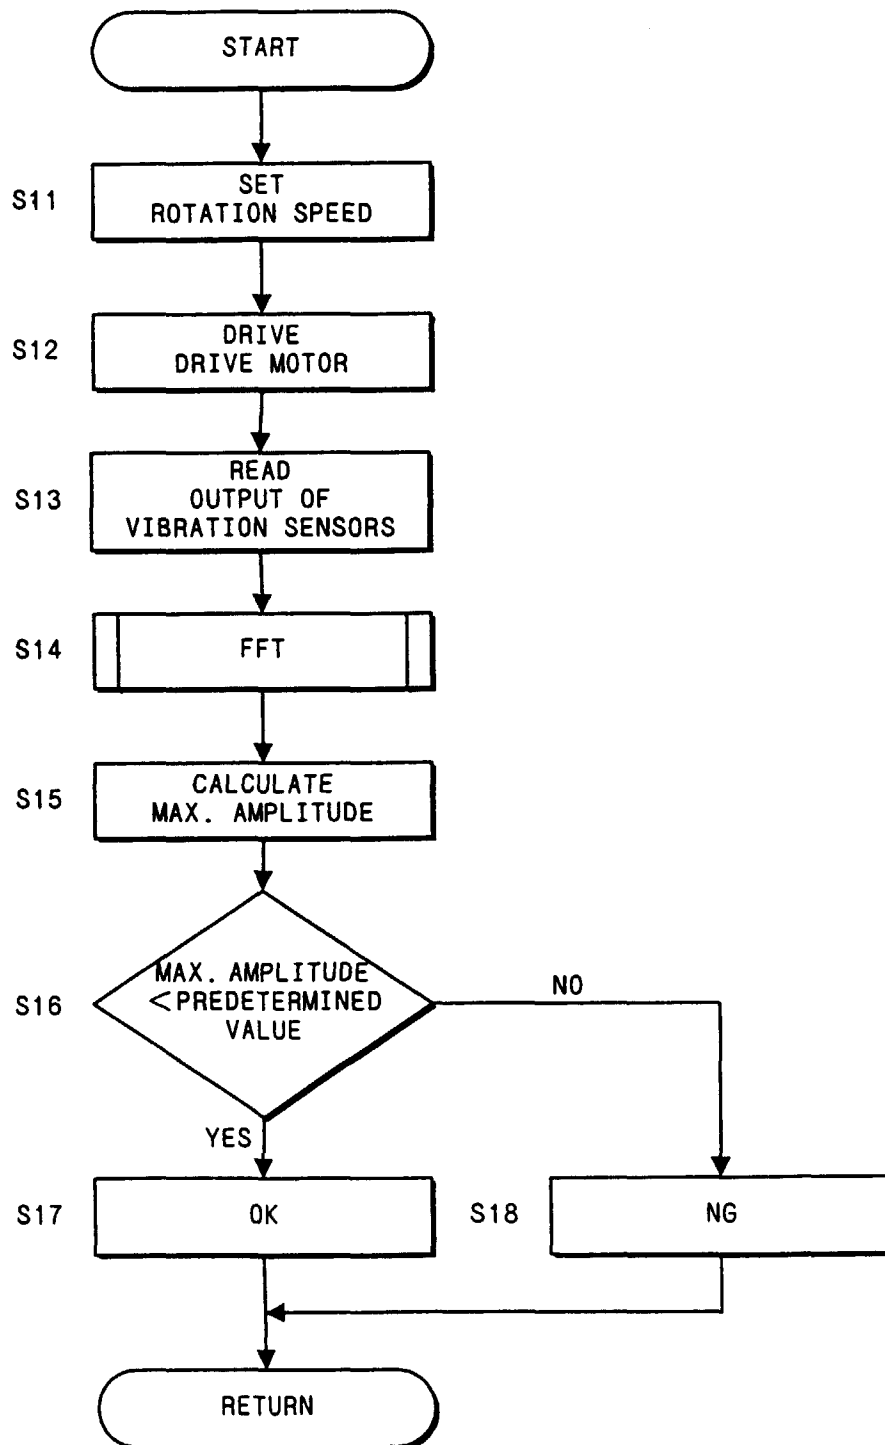 START
S11
SET
ROTATION SPEED
S12
DRIVE
DRIVE MOTOR
S13
READ
OUTPUT OF
VIBRATION SENSORS
S14
FFT
S15
CALCULATE
MAX. AMPLITUDE
S16
MAX. AMPLITUDE
<PREDETERMINED
VALUE
NO
YES
S17
OK
S18
NG
RETURN